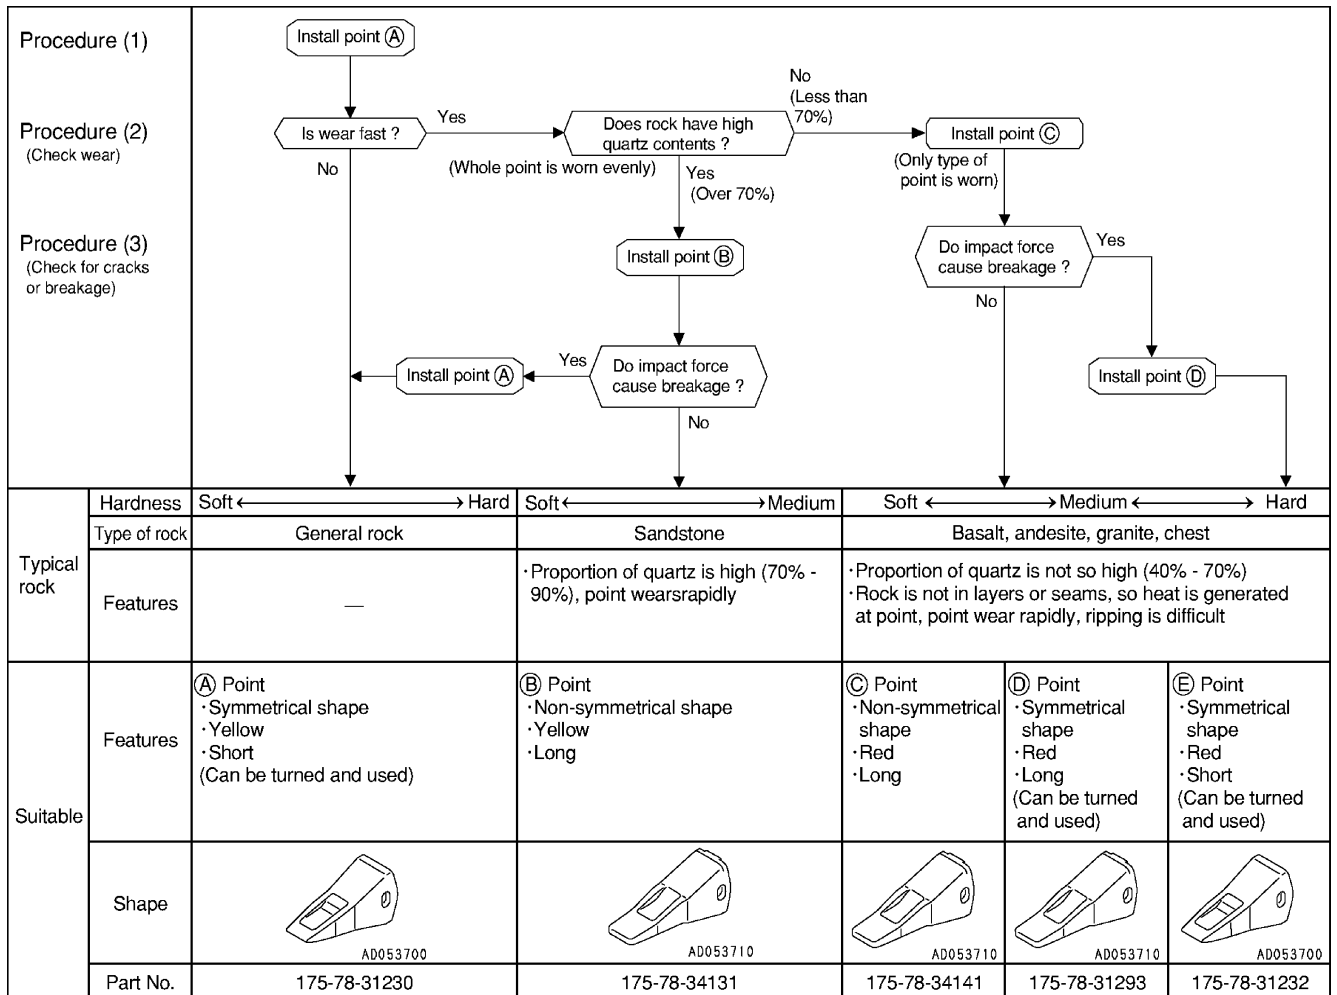 Procedure (1)
Install point Ⓐ
Procedure (2)
(Check wear)
Is wear fast ?
Yes
No
(Whole point is worn evenly)
Does rock have high
quartz contents ?
No
(Less than
70%)
Yes
(Over 70%)
Install point Ⓒ
(Only type of
point is worn)
Procedure (3)
(Check for cracks
or breakage)
Install point Ⓑ
Do impact force
cause breakage ?
Yes
No
Install point Ⓐ
Yes
Do impact force
cause breakage ?
No
Install point Ⓓ
Typical
rock
Hardness
Soft ←→ Hard
Soft ←→ Medium
Soft ←→ Medium ←→ Hard
Type of rock
General rock
Sandstone
Basalt, andesite, granite, chest
Features
—
·Proportion of quartz is high (70% -
90%), point wearsrapidly
·Proportion of quartz is not so high (40% - 70%)
·Rock is not in layers or seams, so heat is generated
at point, point wear rapidly, ripping is difficult
Suitable
Features
Ⓐ Point
·Symmetrical shape
·Yellow
·Short
(Can be turned and used)
Ⓑ Point
·Non-symmetrical shape
·Yellow
·Long
Ⓒ Point
·Non-symmetrical
shape
·Red
·Long
Ⓓ Point
·Symmetrical
shape
·Red
·Long
(Can be turned
and used)
Ⓔ Point
·Symmetrical
shape
·Red
·Short
(Can be turned
and used)
Shape
AD053700
AD053710
AD053710
AD053710
AD053700
Part No.
175-78-31230
175-78-34131
175-78-34141
175-78-31293
175-78-31232